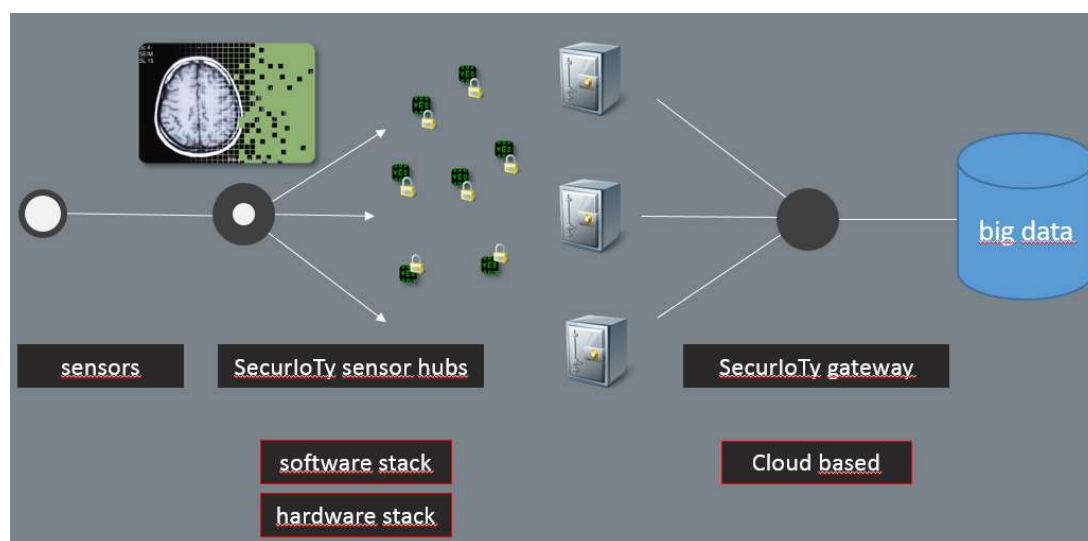 big data
sensors
SecurIoTy sensor hubs
SecurIoTy gateway
software stack
Cloud based
hardware stack